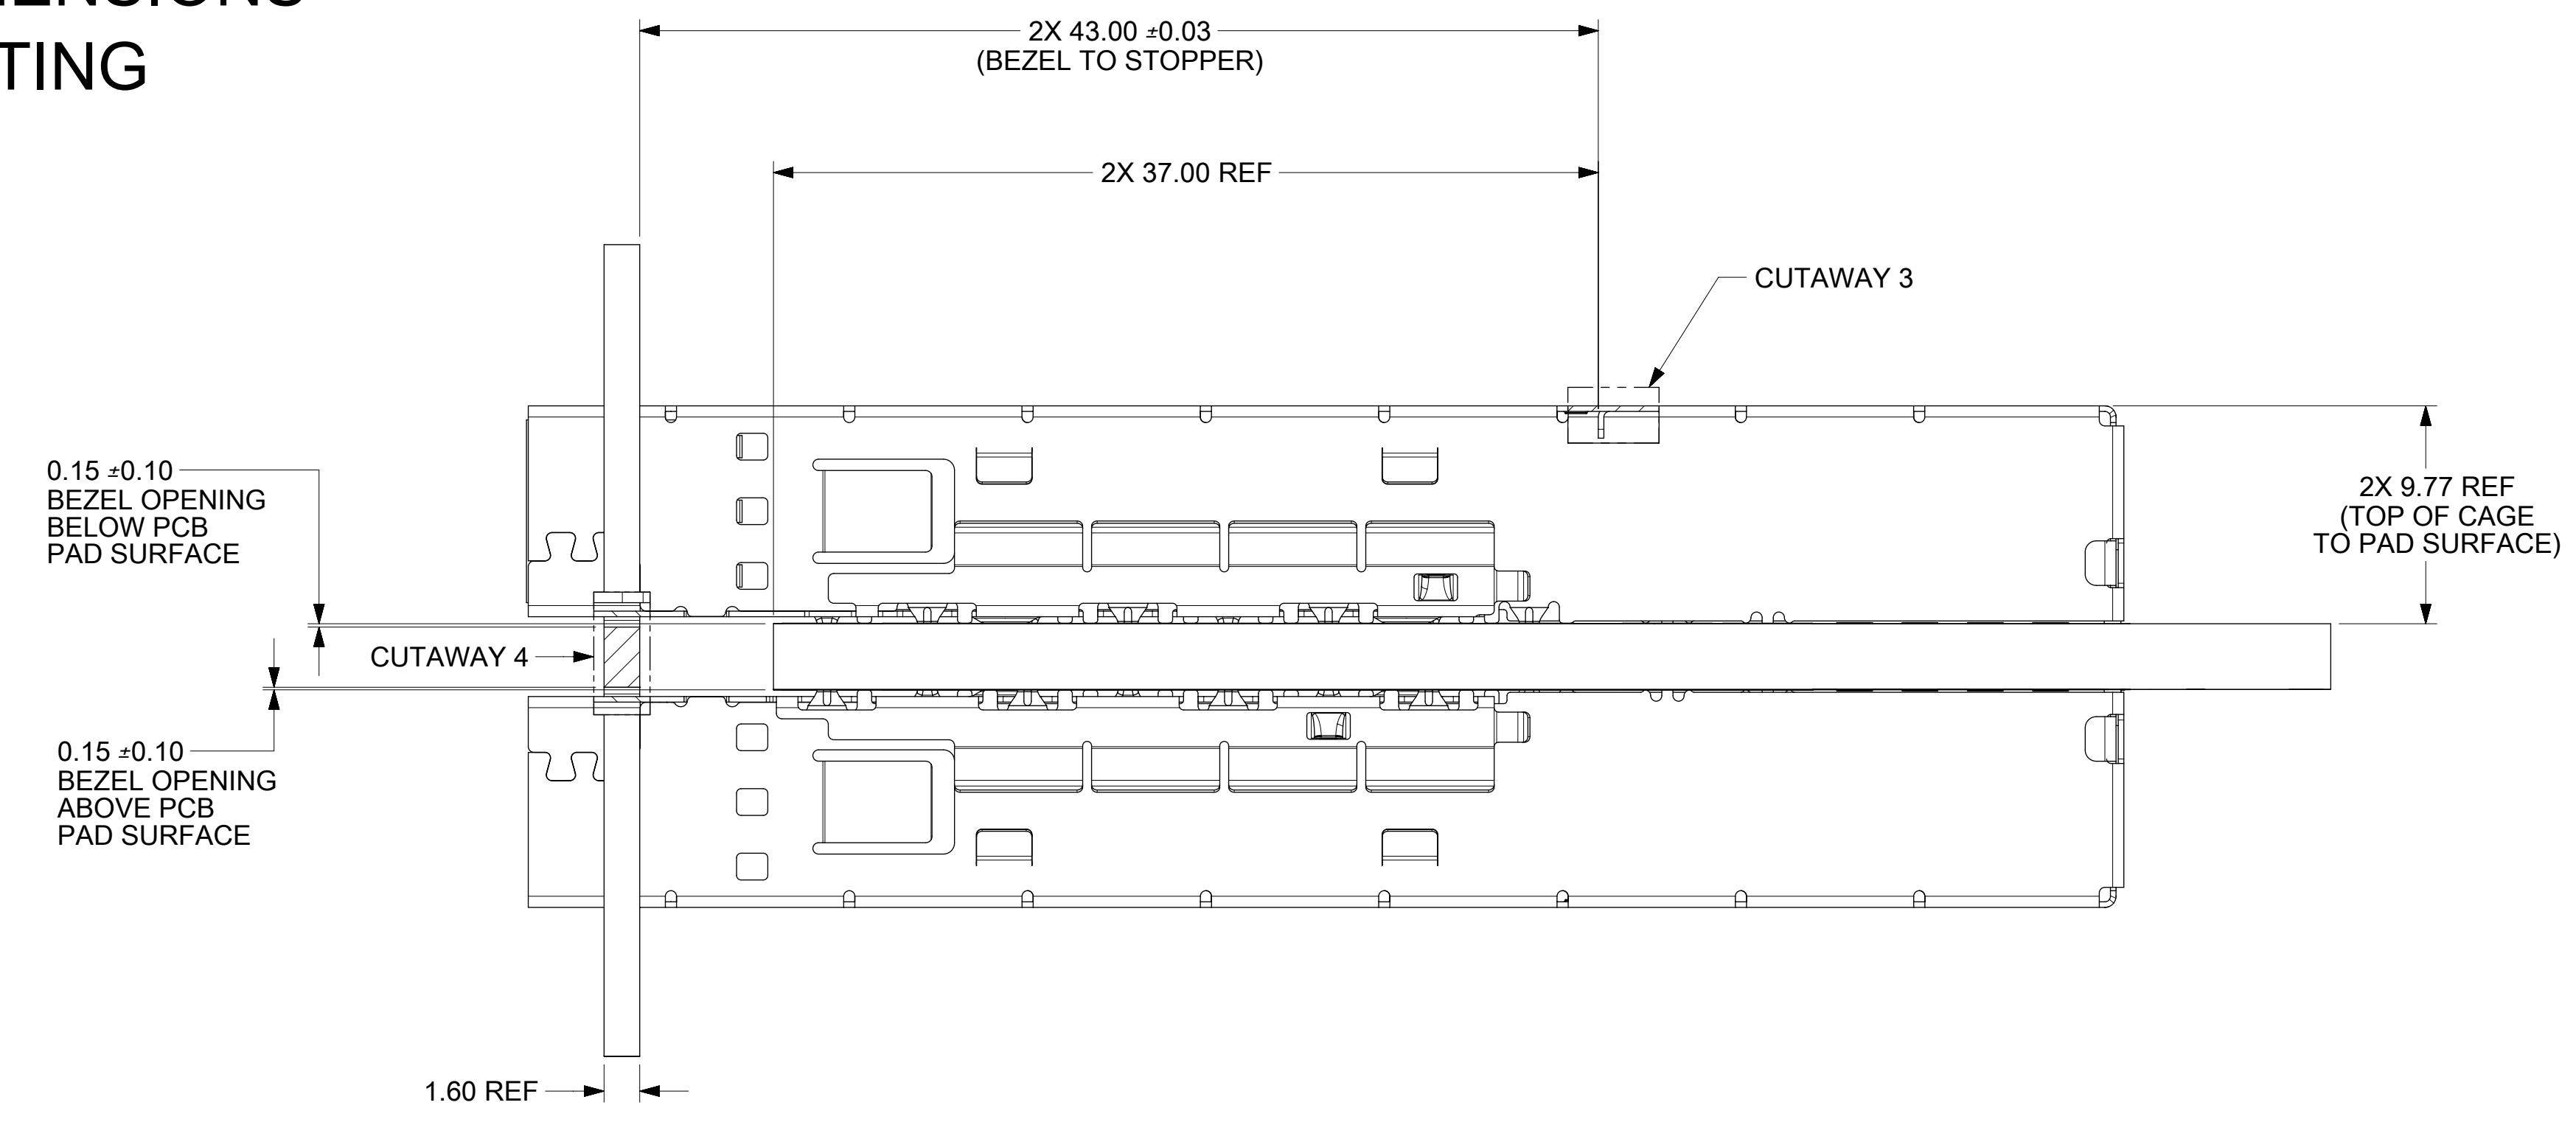 TING
2X 43.00 ±0.03
(BEZEL TO STOPPER)
2X 37.00 REF
CUTAWAY 3
0.15 ±0.10
BEZEL OPENING
BELOW PCB
PAD SURFACE
2X 9.77 REF
(TOP OF CAGE
TO PAD SURFACE)
CUTAWAY 4
0.15 ±0.10
BEZEL OPENING
ABOVE PCB
PAD SURFACE
1.60 REF